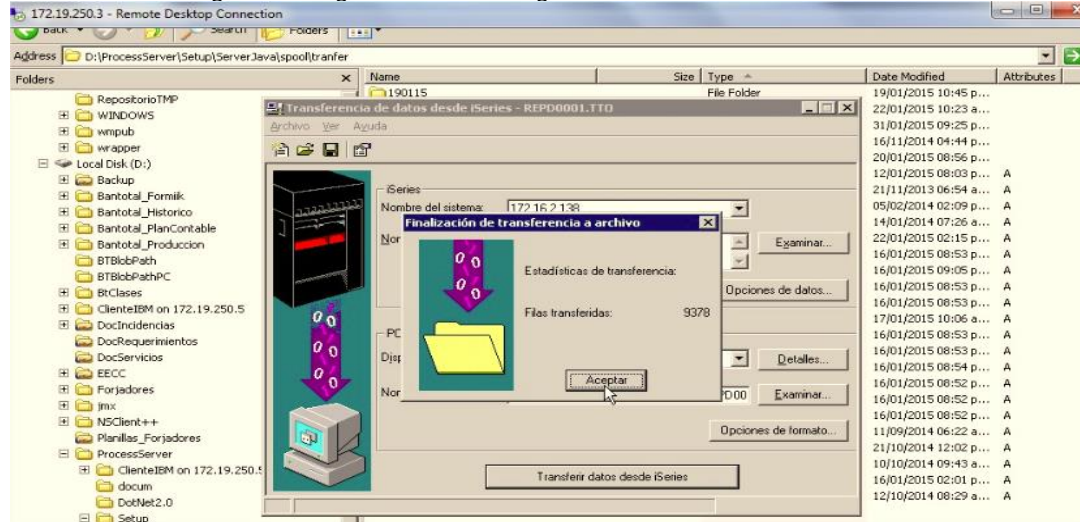 172.19.250.3 - Remote Desktop Connection
Back Search Folders
Address D:\ProcessServer\Setup\ServerJava\spool\tranfer
Folders
Name Size Type Date Modified Attributes
RepositorioTMP
WINDOWS
wmpub
wrapper
Local Disk (D:)
Backup
Bantotal_Formiik
Bantotal_Historico
Bantotal_PlanContable
Bantotal_Produccion
BTBlobPath
BTBlobPathPC
BtClases
ClienteIBM on 172.19.250.5
DocIncidencias
DocRequerimientos
DocServicios
EECC
Forjadores
jmx
NSClient++
Planillas_Forjadores
ProcessServer
ClienteIBM on 172.19.250.5
docum
DotNet2.0
Setup
190115 File Folder
Transferencia de datos desde iSeries - REPD0001.TTO
Archivo Ver Ayuda
iSeries
Nombre del sistema: 172.16.2.138
Examinar...
Opciones de datos...
PC
Detalles...
PD00 Examinar...
Opciones de formato...
Transferir datos desde iSeries
Finalización de transferencia a archivo
Estadísticas de transferencia:
Filas transferidas: 9378
Aceptar
19/01/2015 10:45 p...
22/01/2015 10:23 a...
31/01/2015 09:25 p...
16/11/2014 04:44 p...
20/01/2015 08:56 p...
12/01/2015 08:03 p... A
21/11/2013 06:54 a... A
05/02/2014 02:09 p... A
14/01/2014 07:26 a... A
22/01/2015 02:15 p... A
16/01/2015 08:53 p... A
16/01/2015 09:05 p... A
16/01/2015 08:53 p... A
16/01/2015 08:53 p... A
17/01/2015 10:06 a... A
16/01/2015 08:53 p... A
16/01/2015 08:53 p... A
16/01/2015 08:54 p... A
16/01/2015 08:52 p... A
16/01/2015 08:52 p... A
16/01/2015 08:52 p... A
11/09/2014 06:22 a... A
21/10/2014 12:02 p... A
10/10/2014 09:43 a... A
16/01/2015 02:01 p... A
12/10/2014 08:29 a... A